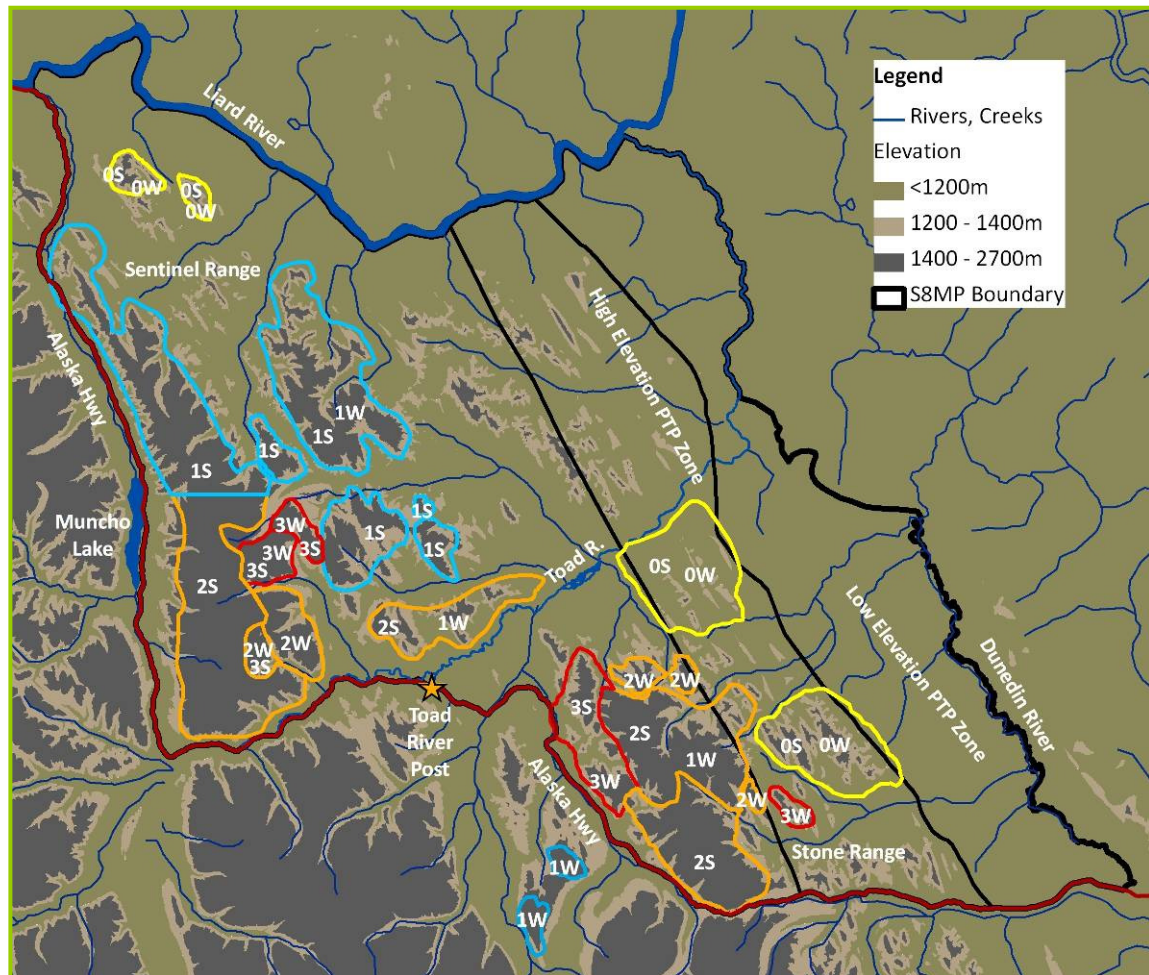 Legend
Rivers, Creeks
Elevation
<1200m
1200 - 1400m
1400 - 2700m
S8MP Boundary
Liard River
0S
0W
0S
0W
Sentinel Range
Alaska Hwy
High Elevation PTP Zone
1W
1S
1S
1S
Muncho
Lake
3W
3S
3W
3S
1S
1S
1S
2S
Toad R.
0S 0W
2W
3S
2W
2S
1W
Low Elevation PTP Zone
Dunedin River
Toad
River
Post
3S
2W
2W
2S
1W
0S 0W
3W
Alaska Hwy
2W
3W
2S
Stone Range
1W
1W